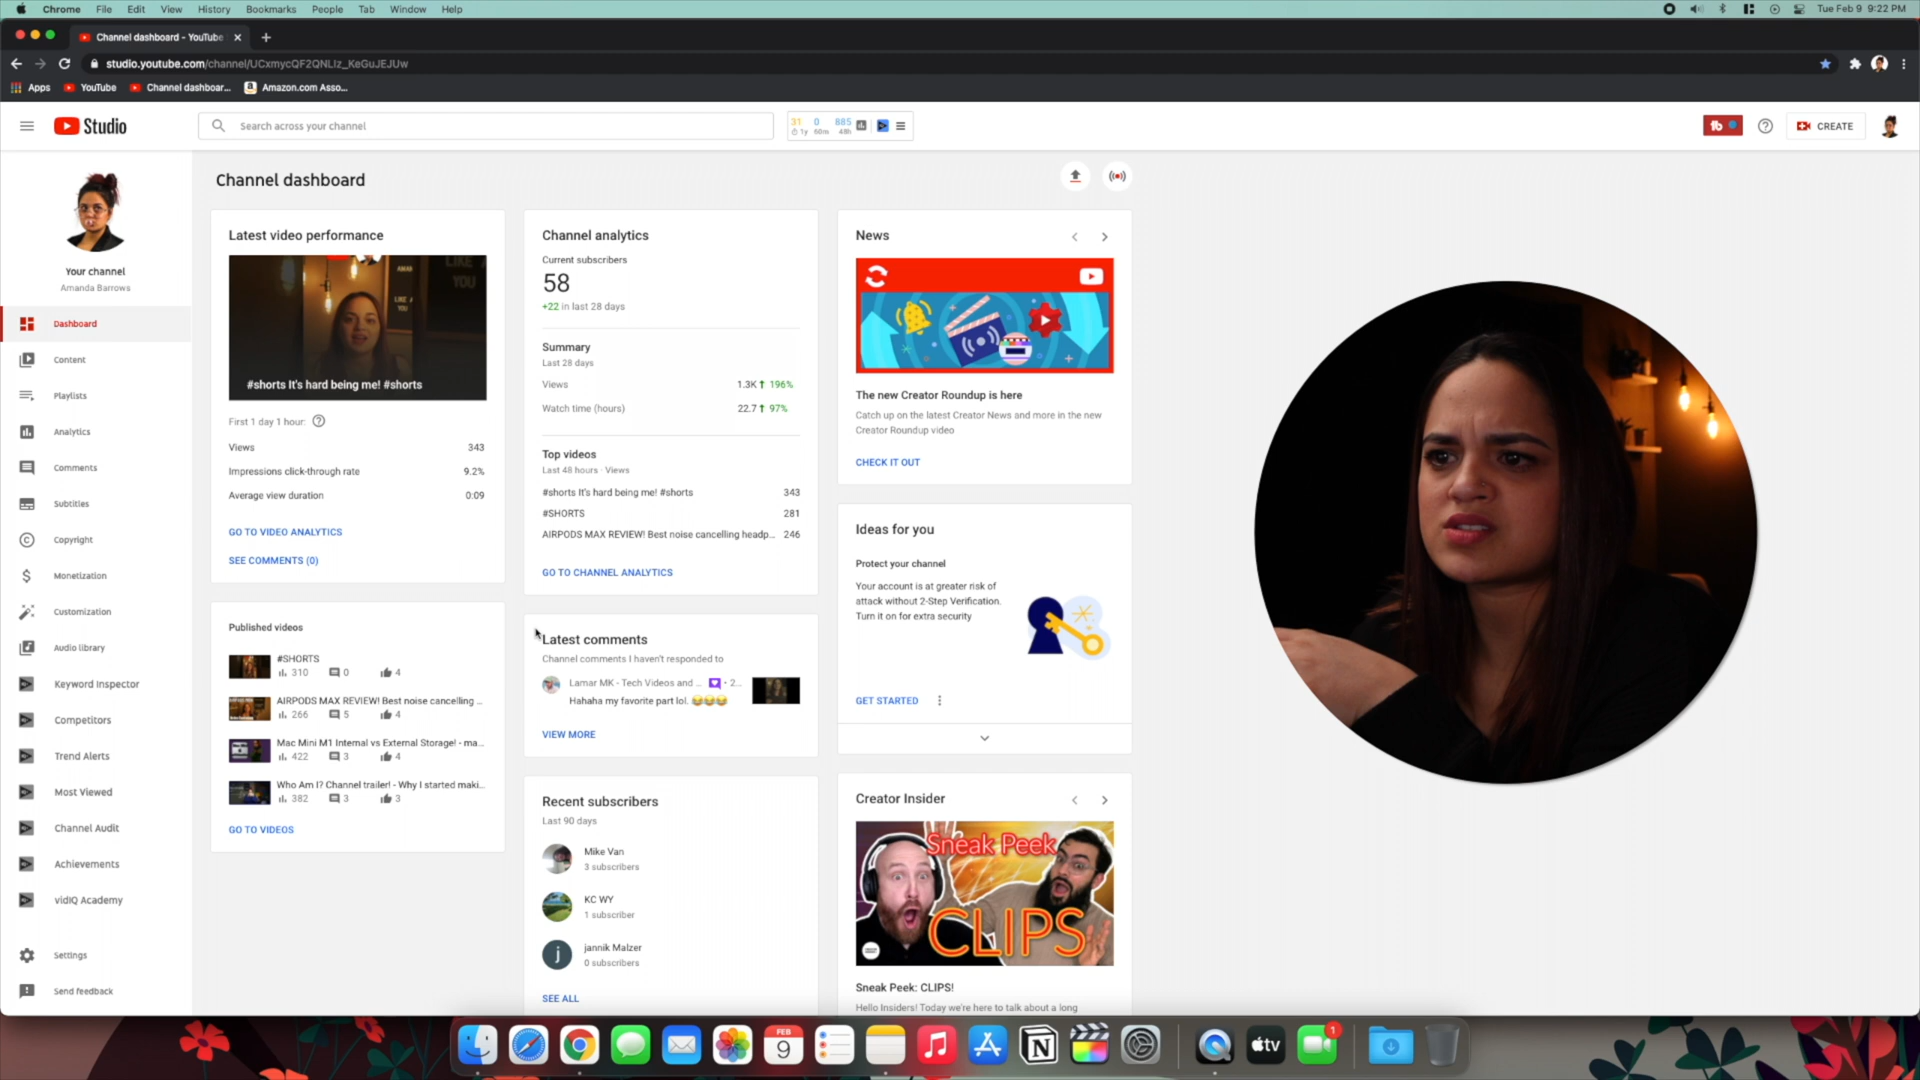 Chrome File Edit View History Bookmarks People Tab Window Help
Tue Feb 9 9:22 PM
Channel dashboard - YouTube
studio.youtube.com/channel/UCxmycQF2QNLIz_KeGuJEJUw
Apps YouTube Channel dashboar... Amazon.com Asso...
Studio
Search across your channel
31 0 885
1y 60m 48h
tb
CREATE
Your channel
Amanda Barrows
Dashboard
Content
Playlists
Analytics
Comments
Subtitles
Copyright
Monetization
Customization
Audio library
Keyword Inspector
Competitors
Trend Alerts
Most Viewed
Channel Audit
Achievements
vidIQ Academy
Settings
Send feedback
Channel dashboard
Latest video performance
LIKE A
YOU
#shorts It's hard being me! #shorts
First 1 day 1 hour:
Views 343
Impressions click-through rate 9.2%
Average view duration 0:09
GO TO VIDEO ANALYTICS
SEE COMMENTS (0)
Published videos
#SHORTS
310 0 4
AIRPODS MAX REVIEW! Best noise cancelling ...
266 5 4
Mac Mini M1 Internal vs External Storage! - ma...
422 3 4
Who Am I? Channel trailer! - Why I started maki...
382 3 3
GO TO VIDEOS
Channel analytics
Current subscribers
58
+22 in last 28 days
Summary
Last 28 days
Views 1.3K 196%
Watch time (hours) 22.7 97%
Top videos
Last 48 hours · Views
#shorts It's hard being me! #shorts 343
#SHORTS 281
AIRPODS MAX REVIEW! Best noise cancelling headp... 246
GO TO CHANNEL ANALYTICS
Latest comments
Channel comments I haven't responded to
Lamar MK - Tech Videos and ... • 2...
Hahaha my favorite part lol. 😂😂😂
VIEW MORE
Recent subscribers
Last 90 days
Mike Van
3 subscribers
KC WY
1 subscriber
j
jannik Malzer
0 subscribers
SEE ALL
News
The new Creator Roundup is here
Catch up on the latest Creator News and more in the new
Creator Roundup video
CHECK IT OUT
Ideas for you
Protect your channel
Your account is at greater risk of
attack without 2-Step Verification.
Turn it on for extra security
GET STARTED
Creator Insider
Sneak Peek
CLIPS
Sneak Peek: CLIPS!
Hello Insiders! Today we're here to talk about a long
FEB
9
tv
1